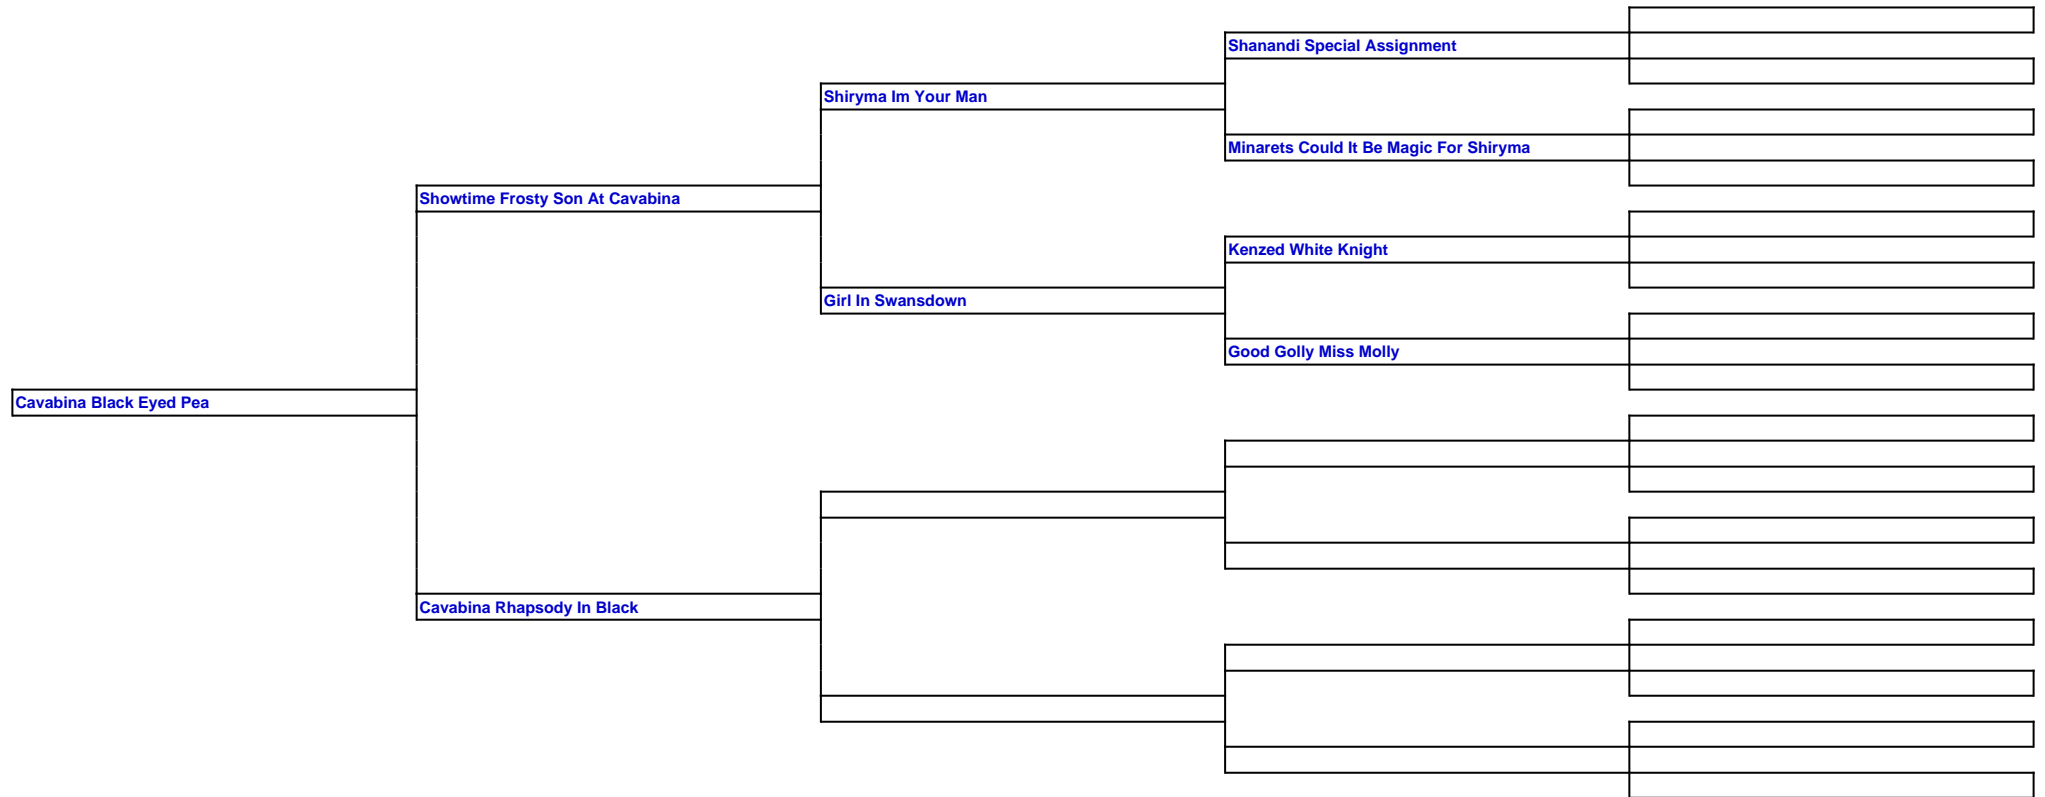 Shanandi Special Assignment
Shiryma Im Your Man
Minarets Could It Be Magic For Shiryma
Showtime Frosty Son At Cavabina
Kenzed White Knight
Girl In Swansdown
Good Golly Miss Molly
Cavabina Black Eyed Pea
Cavabina Rhapsody In Black